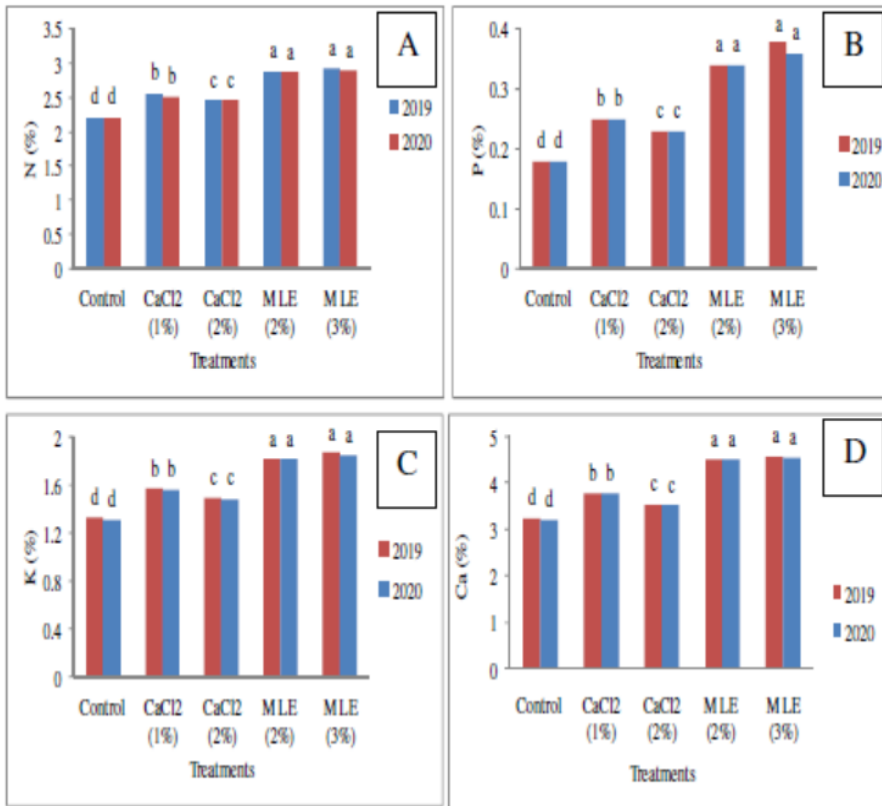 A
N (%)
3.5
3
2.5
2
1.5
1
0.5
0
d d
b b
c c
a a
a a
2019
2020
Control
CaCl2 (1%)
CaCl2 (2%)
MLE (2%)
MLE (3%)
Treatments
B
P (%)
0.4
0.3
0.2
0.1
0
d d
b b
c c
a a
a a
2019
2020
Control
CaCl2 (1%)
CaCl2 (2%)
MLE (2%)
MLE (3%)
Treatments
C
K (%)
2
1.6
1.2
0.8
0.4
0
d d
b b
c c
a a
a a
2019
2020
Control
CaCl2 (1%)
CaCl2 (2%)
MLE (2%)
MLE (3%)
Treatments
D
Ca (%)
5
4
3
2
1
0
d d
b b
c c
a a
a a
2019
2020
Control
CaCl2 (1%)
CaCl2 (2%)
MLE (2%)
MLE (3%)
Treatments